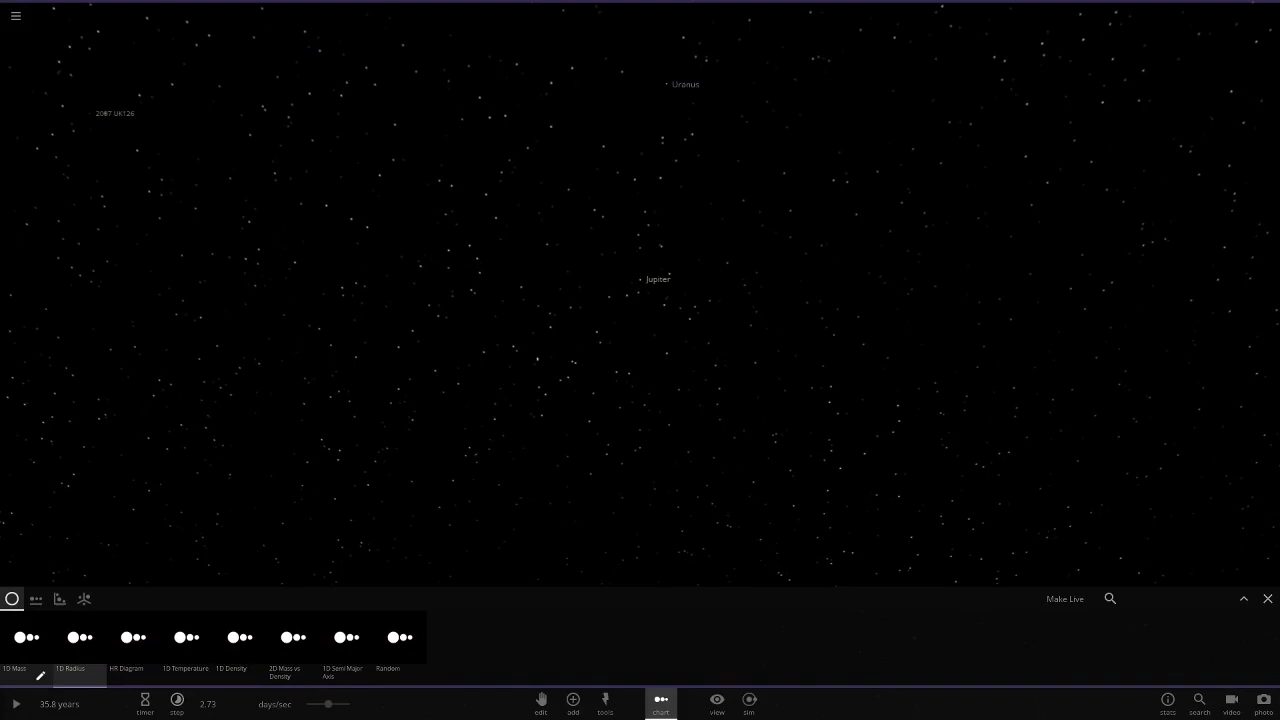 Uranus
2007 UK126
Jupiter
Make Live
1D Mass
1D Radius
HR Diagram
1D Temperature
1D Density
2D Mass vs
Density
1D Semi Major
Axis
Random
35.8 years
timer
step
2.73
days/sec
edit
add
tools
chart
view
sim
stats
search
video
photo